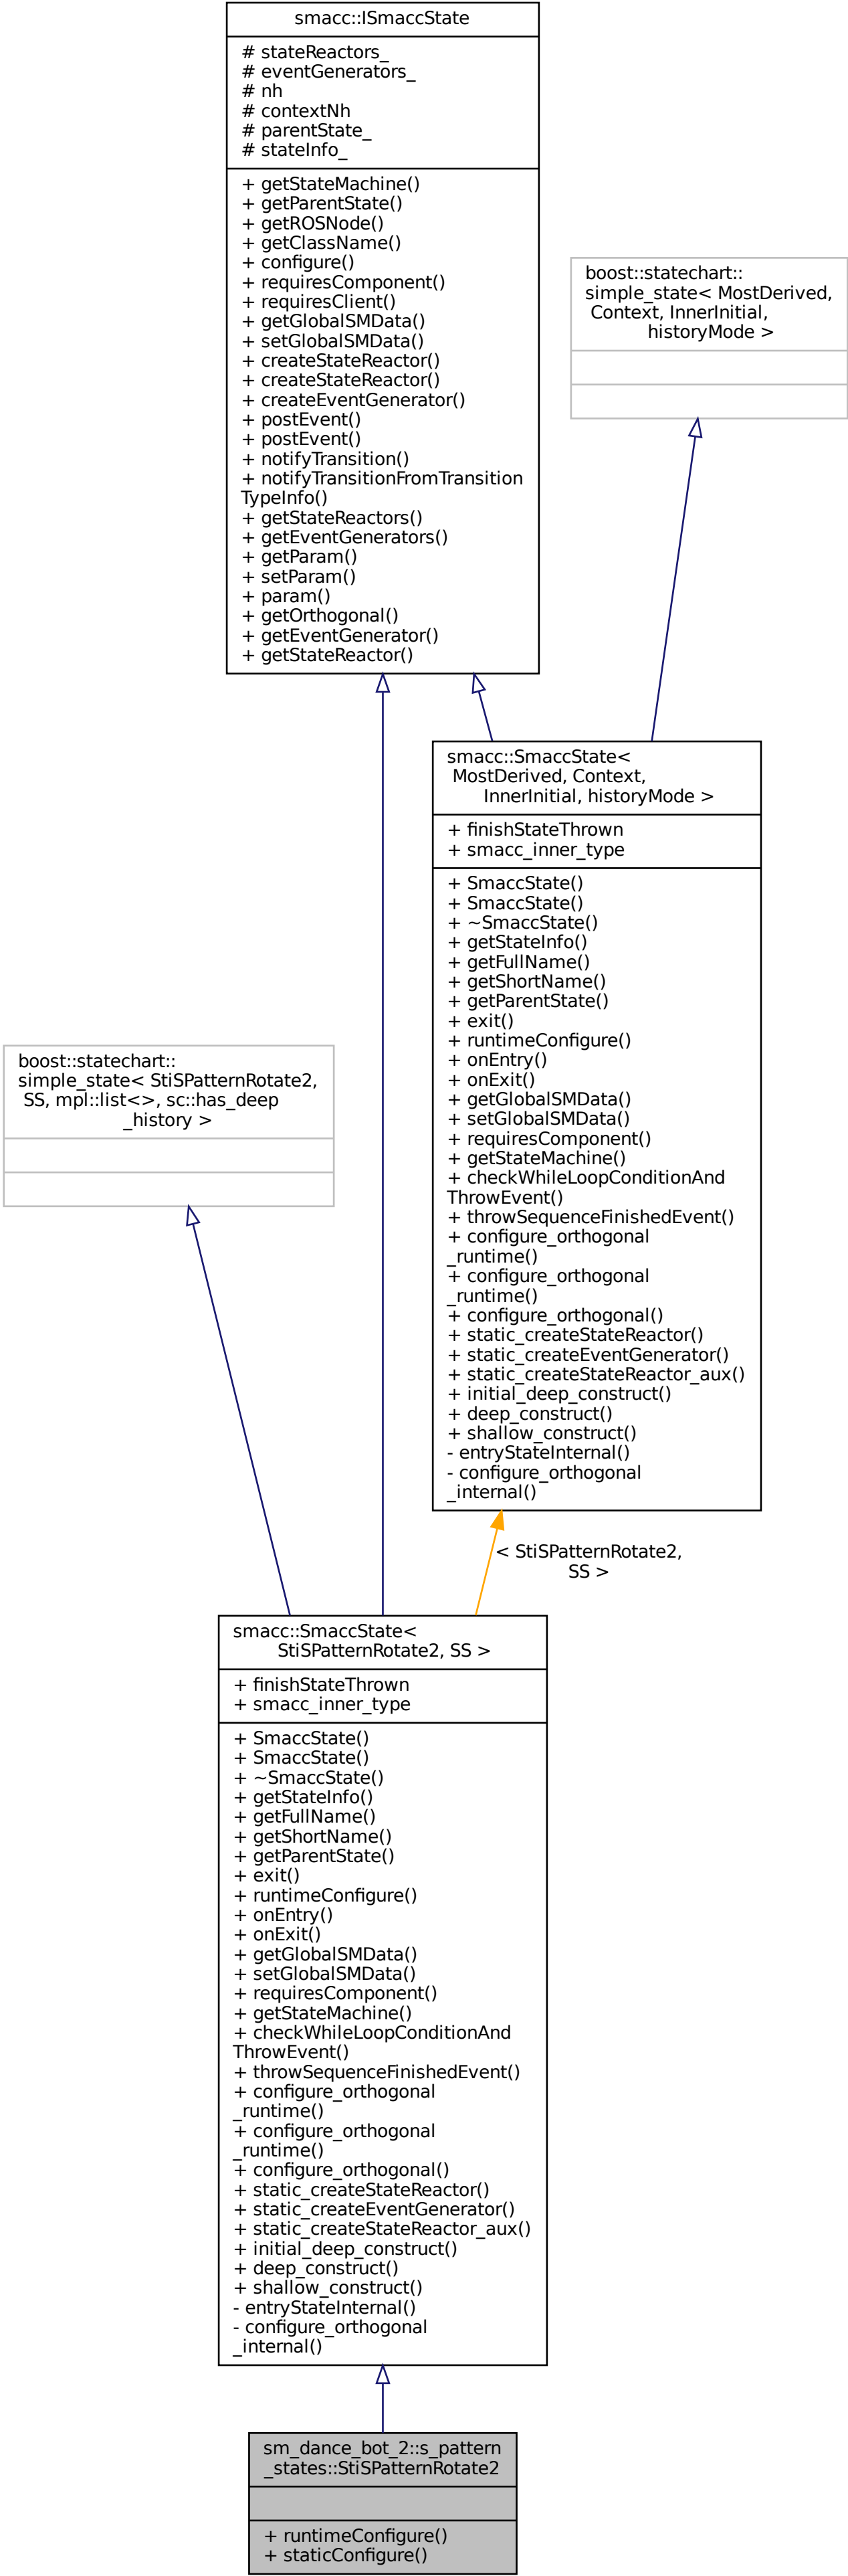 smacc::ISmaccState
# stateReactors_
# eventGenerators_
# nh
# contextNh
# parentState_
# stateInfo_
+ getStateMachine()
+ getParentState()
+ getROSNode()
+ getClassName()
+ configure()
+ requiresComponent()
+ requiresClient()
+ getGlobalSMData()
+ setGlobalSMData()
+ createStateReactor()
+ createStateReactor()
+ createEventGenerator()
+ postEvent()
+ postEvent()
+ notifyTransition()
+ notifyTransitionFromTransition
TypeInfo()
+ getStateReactors()
+ getEventGenerators()
+ getParam()
+ setParam()
+ param()
+ getOrthogonal()
+ getEventGenerator()
+ getStateReactor()
boost::statechart::
simple_state< MostDerived,
Context, InnerInitial,
historyMode >
smacc::SmaccState<
MostDerived, Context,
InnerInitial, historyMode >
+ finishStateThrown
+ smacc_inner_type
+ SmaccState()
+ SmaccState()
+ ~SmaccState()
+ getStateInfo()
+ getFullName()
+ getShortName()
+ getParentState()
+ exit()
+ runtimeConfigure()
+ onEntry()
+ onExit()
+ getGlobalSMData()
+ setGlobalSMData()
+ requiresComponent()
+ getStateMachine()
+ checkWhileLoopConditionAnd
ThrowEvent()
+ throwSequenceFinishedEvent()
+ configure_orthogonal
_runtime()
+ configure_orthogonal
_runtime()
+ configure_orthogonal()
+ static_createStateReactor()
+ static_createEventGenerator()
+ static_createStateReactor_aux()
+ initial_deep_construct()
+ deep_construct()
+ shallow_construct()
- entryStateInternal()
- configure_orthogonal
_internal()
boost::statechart::
simple_state< StiSPatternRotate2,
SS, mpl::list<>, sc::has_deep
_history >
< StiSPatternRotate2,
SS >
smacc::SmaccState<
StiSPatternRotate2, SS >
+ finishStateThrown
+ smacc_inner_type
+ SmaccState()
+ SmaccState()
+ ~SmaccState()
+ getStateInfo()
+ getFullName()
+ getShortName()
+ getParentState()
+ exit()
+ runtimeConfigure()
+ onEntry()
+ onExit()
+ getGlobalSMData()
+ setGlobalSMData()
+ requiresComponent()
+ getStateMachine()
+ checkWhileLoopConditionAnd
ThrowEvent()
+ throwSequenceFinishedEvent()
+ configure_orthogonal
_runtime()
+ configure_orthogonal
_runtime()
+ configure_orthogonal()
+ static_createStateReactor()
+ static_createEventGenerator()
+ static_createStateReactor_aux()
+ initial_deep_construct()
+ deep_construct()
+ shallow_construct()
- entryStateInternal()
- configure_orthogonal
_internal()
sm_dance_bot_2::s_pattern
_states::StiSPatternRotate2
+ runtimeConfigure()
+ staticConfigure()